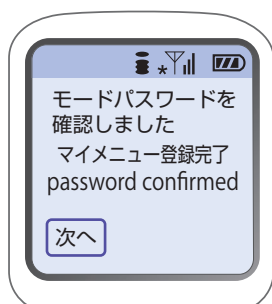 モードパスワードを
確認しました
マイメニュー登録完了
password confirmed
次へ